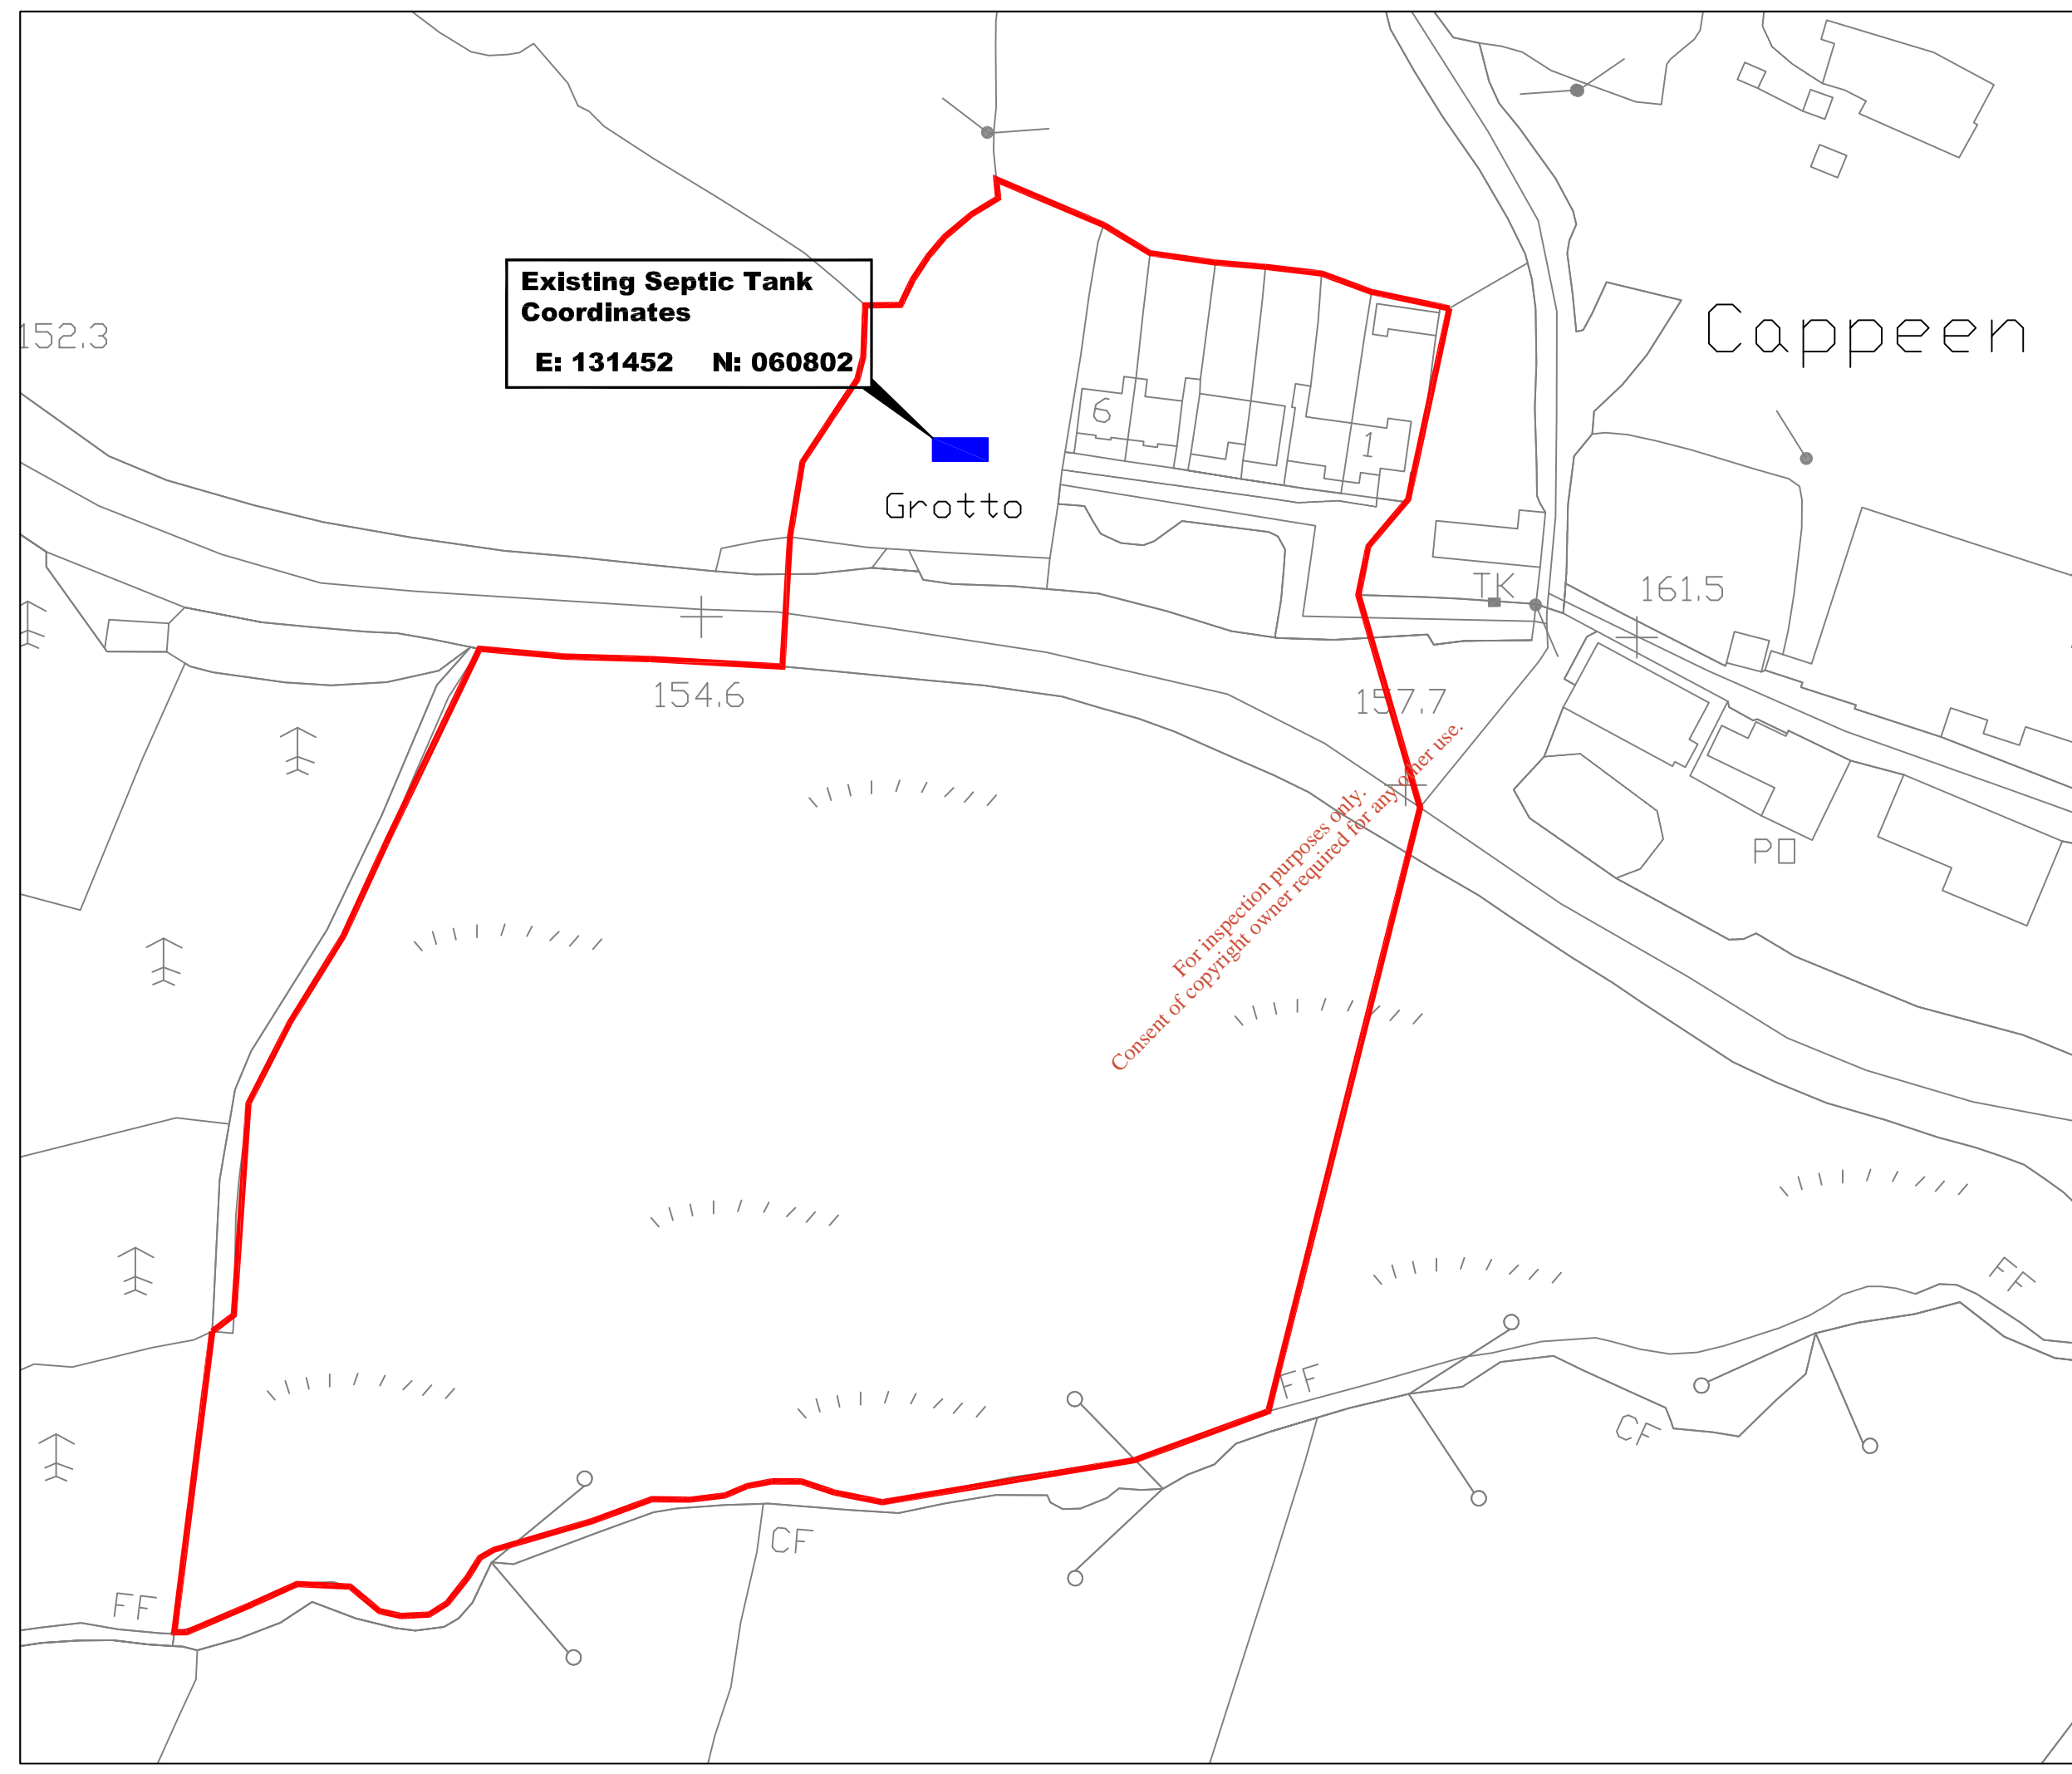 Existing Septic Tank
Coordinates
E: 131452 N: 060802
152.3
Cappeen
6
1
Grotto
TK
161.5
154.6
157.7
PO
For inspection purposes only.
Consent of copyright owner required for any other use.
FF
FF
CF
CF
FF